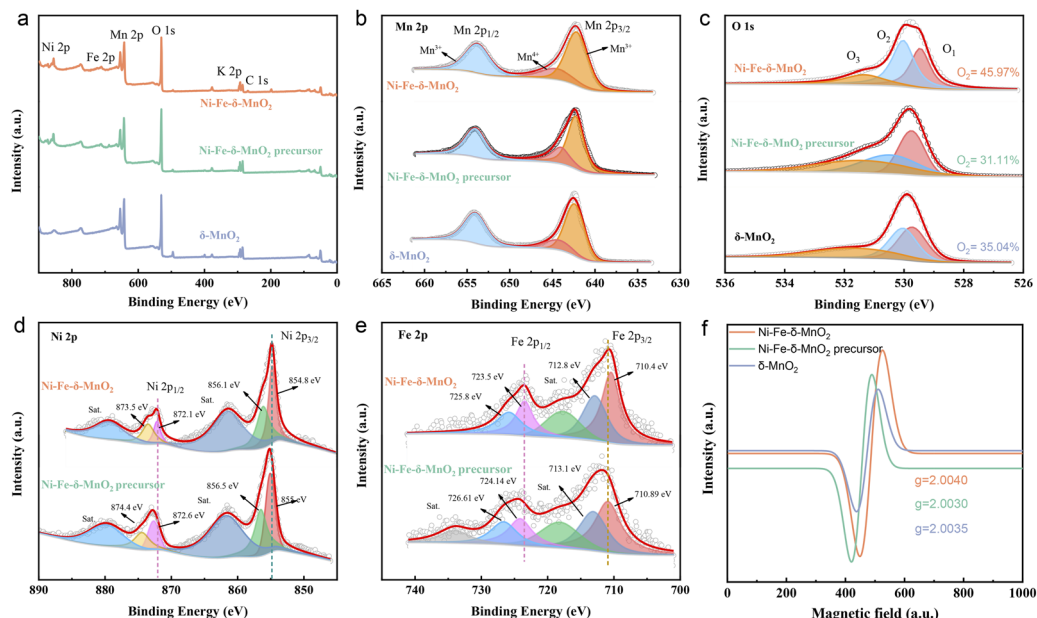 a
O 1s
Mn 2p
Ni 2p
Fe 2p
K 2p
C 1s
Ni-Fe-δ-MnO₂
Ni-Fe-δ-MnO₂ precursor
δ-MnO₂
Intensity (a.u.)
800 600 400 200 0
Binding Energy (eV)
b
Mn 2p
Mn 2p1/2
Mn 2p3/2
Mn³⁺
Mn⁴⁺
Mn³⁺
Ni-Fe-δ-MnO₂
Ni-Fe-δ-MnO₂ precursor
δ-MnO₂
Intensity (a.u.)
665 660 655 650 645 640 635 630
Binding Energy (eV)
c
O 1s
O₂
O₁
O₃
Ni-Fe-δ-MnO₂
O₂= 45.97%
Ni-Fe-δ-MnO₂ precursor
O₂= 31.11%
δ-MnO₂
O₂= 35.04%
Intensity (a.u.)
534 532 530 528 526
Binding Energy (eV)
d
Ni 2p
Ni 2p3/2
Ni-Fe-δ-MnO₂
Ni 2p1/2
856.1 eV
854.8 eV
Sat.
873.5 eV
872.1 eV
Sat.
Ni-Fe-δ-MnO₂ precursor
856.5 eV
855 eV
Sat.
874.4 eV
872.6 eV
Sat.
Intensity (a.u.)
890 880 870 860 850
Binding Energy (eV)
e
Fe 2p
Fe 2p1/2
Fe 2p3/2
Ni-Fe-δ-MnO₂
723.5 eV
712.8 eV
710.4 eV
725.8 eV
Sat.
Ni-Fe-δ-MnO₂ precursor
724.14 eV
713.1 eV
726.61 eV
Sat.
710.89 eV
Sat.
Intensity (a.u.)
740 730 720 710 700
Binding Energy (eV)
f
Ni-Fe-δ-MnO₂
Ni-Fe-δ-MnO₂ precursor
δ-MnO₂
g=2.0040
g=2.0030
g=2.0035
Intensity (a.u.)
0 200 400 600 800 1000
Magnetic field (a.u.)